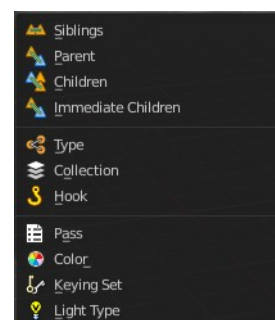 Siblings
Parent
Children
Immediate Children
Type
Collection
Hook
Pass
Color
Keying Set
Light Type